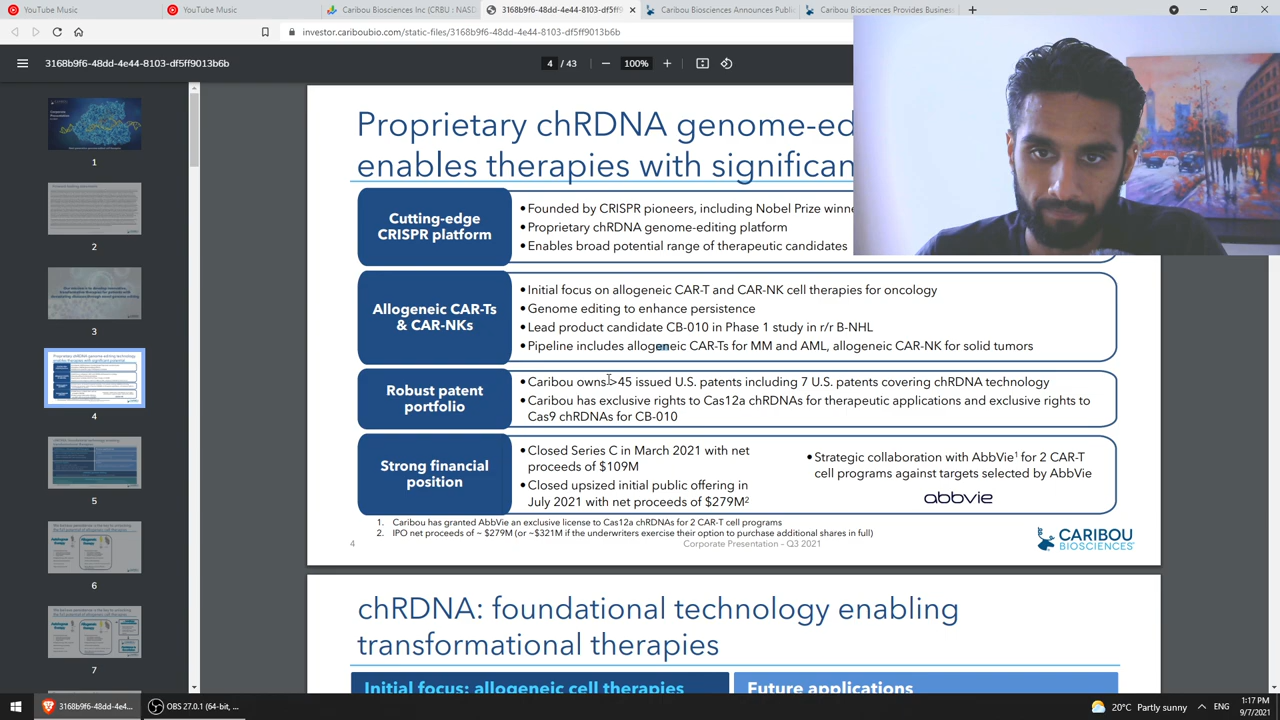 YouTube Music
YouTube Music
Caribou Biosciences Inc (CRBU : NASD
3168b9f6-48dd-4e44-8103-df5ff9
Caribou Biosciences Announces Publi
Caribou Biosciences Provides Busines
investor.cariboubio.com/static-files/3168b9f6-48dd-4e44-8103-df5ff9013b6b
3168b9f6-48dd-4e44-8103-df5ff9013b6b
4 / 43
100%
1
2
3
4
5
6
7
Proprietary chRDNA genome-ed
enables therapies with significan
Cutting-edge
CRISPR platform
• Founded by CRISPR pioneers, including Nobel Prize winne
• Proprietary chRDNA genome-editing platform
• Enables broad potential range of therapeutic candidates
Allogeneic CAR-Ts
& CAR-NKs
• Initial focus on allogeneic CAR-T and CAR-NK cell therapies for oncology
• Genome editing to enhance persistence
• Lead product candidate CB-010 in Phase 1 study in r/r B-NHL
• Pipeline includes allogeneic CAR-Ts for MM and AML, allogeneic CAR-NK for solid tumors
Robust patent
portfolio
• Caribou owns >45 issued U.S. patents including 7 U.S. patents covering chRDNA technology
• Caribou has exclusive rights to Cas12a chRDNAs for therapeutic applications and exclusive rights to
Cas9 chRDNAs for CB-010
Strong financial
position
• Closed Series C in March 2021 with net
proceeds of $109M
• Closed upsized initial public offering in
July 2021 with net proceeds of $279M2
• Strategic collaboration with AbbVie1 for 2 CAR-T
cell programs against targets selected by AbbVie
abbvie
1. Caribou has granted AbbVie an exclusive license to Cas12a chRDNAs for 2 CAR-T cell programs
2. IPO net proceeds of ~ $279M (or ~$321M if the underwriters exercise their option to purchase additional shares in full)
4
Corporate Presentation - Q3 2021
CARIBOU
BIOSCIENCES
chRDNA: foundational technology enabling
transformational therapies
Initial focus: allogeneic cell therapies
Future applications
3168b9f6-48dd-4e4...
OBS 27.0.1 (64-bit, ...
20°C Partly sunny
ENG
1:17 PM
9/7/2021